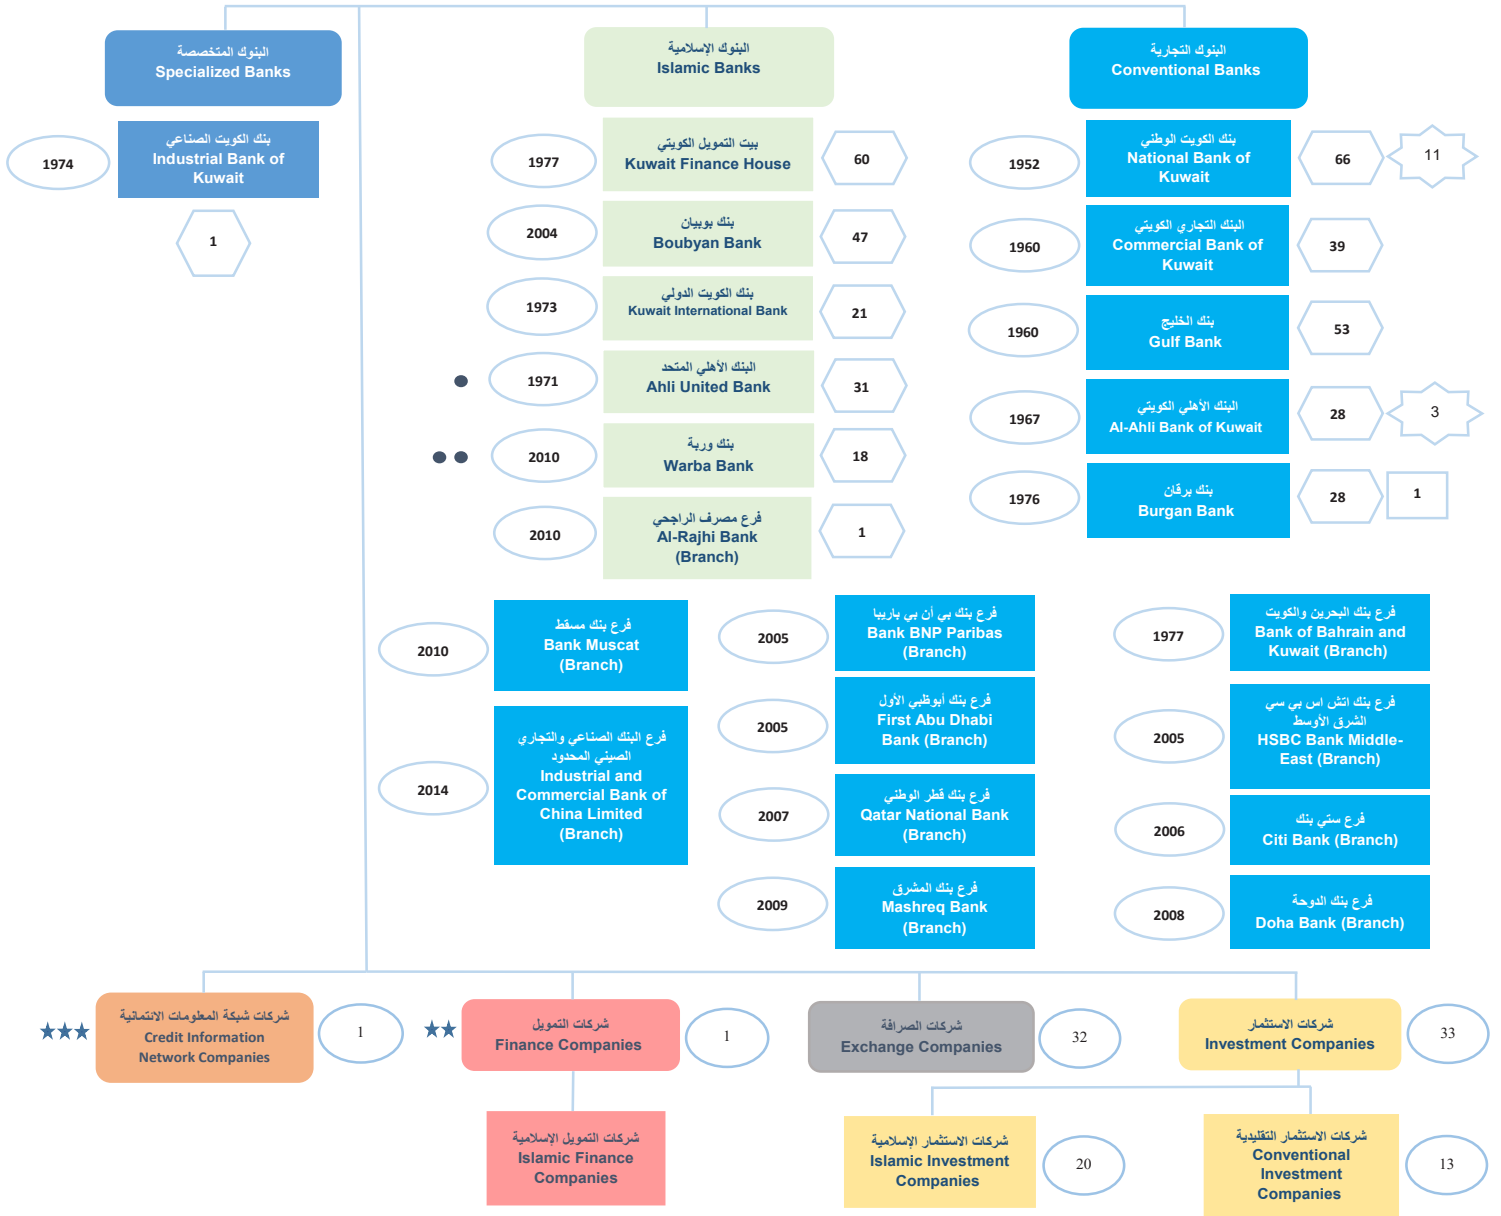 البنوك المتخصصة
Specialized Banks
البنوك الإسلامية
Islamic Banks
البنوك التجارية
Conventional Banks
1974
بنك الكويت الصناعي
Industrial Bank of
Kuwait
1
1977
بيت التمويل الكويتي
Kuwait Finance House
60
2004
بنك بوبيان
Boubyan Bank
47
1973
بنك الكويت الدولي
Kuwait International Bank
21
1971
البنك الأهلي المتحد
Ahli United Bank
31
2010
بنك وربة
Warba Bank
18
2010
فرع مصرف الراجحي
Al-Rajhi Bank
(Branch)
1
1952
بنك الكويت الوطني
National Bank of
Kuwait
66
11
1960
البنك التجاري الكويتي
Commercial Bank of
Kuwait
39
1960
بنك الخليج
Gulf Bank
53
1967
البنك الأهلي الكويتي
Al-Ahli Bank of Kuwait
28
3
1976
بنك برقان
Burgan Bank
28
1
2010
فرع بنك مسقط
Bank Muscat
(Branch)
2014
فرع البنك الصناعي والتجاري
الصيني المحدود
Industrial and
Commercial Bank of
China Limited
(Branch)
2005
فرع بنك بي أن بي باريبا
Bank BNP Paribas
(Branch)
2005
فرع بنك أبوظبي الأول
First Abu Dhabi
Bank (Branch)
2007
فرع بنك قطر الوطني
Qatar National Bank
(Branch)
2009
فرع بنك المشرق
Mashreq Bank
(Branch)
1977
فرع بنك البحرين والكويت
Bank of Bahrain and
Kuwait (Branch)
2005
فرع بنك اتش اس بي سي
الشرق الأوسط
HSBC Bank Middle-
East (Branch)
2006
فرع ستي بنك
Citi Bank (Branch)
2008
فرع بنك الدوحة
Doha Bank (Branch)
★★★
شركات شبكة المعلومات الائتمانية
Credit Information
Network Companies
1
★★
شركات التمويل
Finance Companies
1
شركات الصرافة
Exchange Companies
32
شركات الاستثمار
Investment Companies
33
شركات التمويل الإسلامية
Islamic Finance
Companies
شركات الاستثمار الإسلامية
Islamic Investment
Companies
20
شركات الاستثمار التقليدية
Conventional
Investment
Companies
13